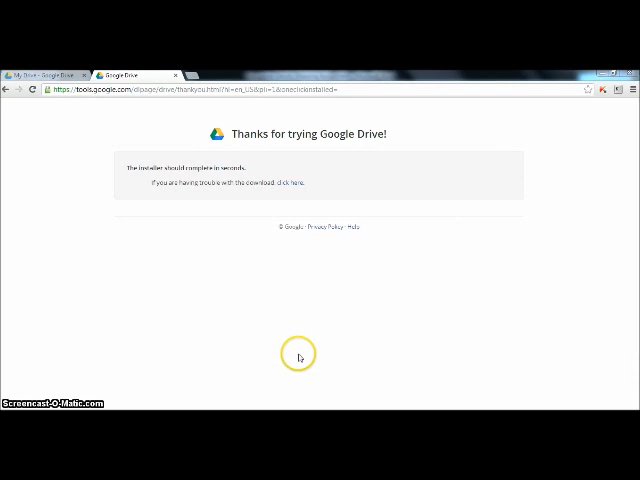 My Drive - Google Drive
Google Drive
https://tools.google.com/dlpage/drive/thankyou.html?hl=en_US&pli=1&oneclickinstalled=
Thanks for trying Google Drive!
The installer should complete in seconds.
If you are having trouble with the download, click here.
© Google - Privacy Policy - Help
Screencast-O-Matic.com